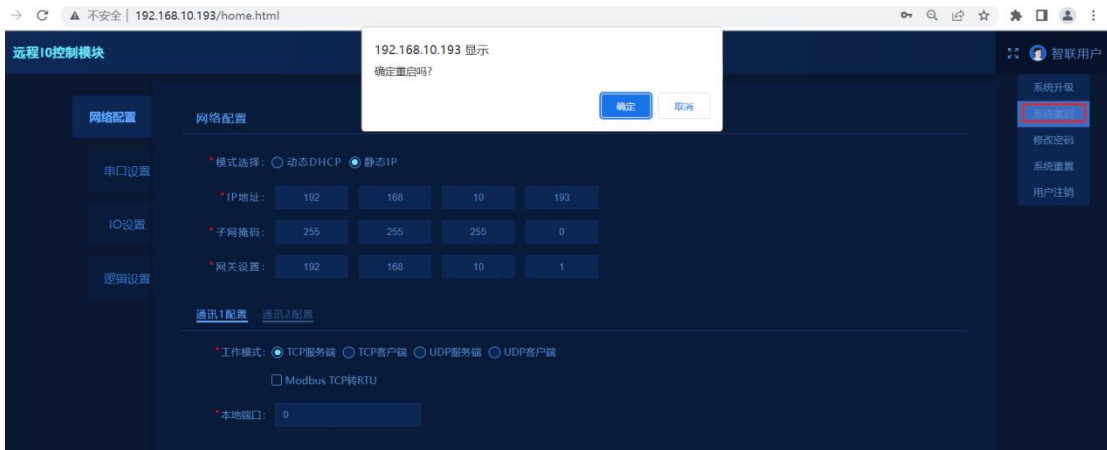 不安全 | 192.168.10.193/home.html
远程IO控制模块
智联用户
192.168.10.193 显示
确定重启吗?
确定 取消
系统升级
系统重启
修改密码
系统重置
用户注销
网络配置
串口设置
IO设置
逻辑设置
网络配置
*模式选择: 动态DHCP 静态IP
*IP地址: 192 168 10 193
*子网掩码: 255 255 255 0
*网关设置: 192 168 10 1
通讯1配置 通讯2配置
*工作模式: TCP服务端 TCP客户端 UDP服务端 UDP客户端
Modbus TCP转RTU
*本地端口: 0